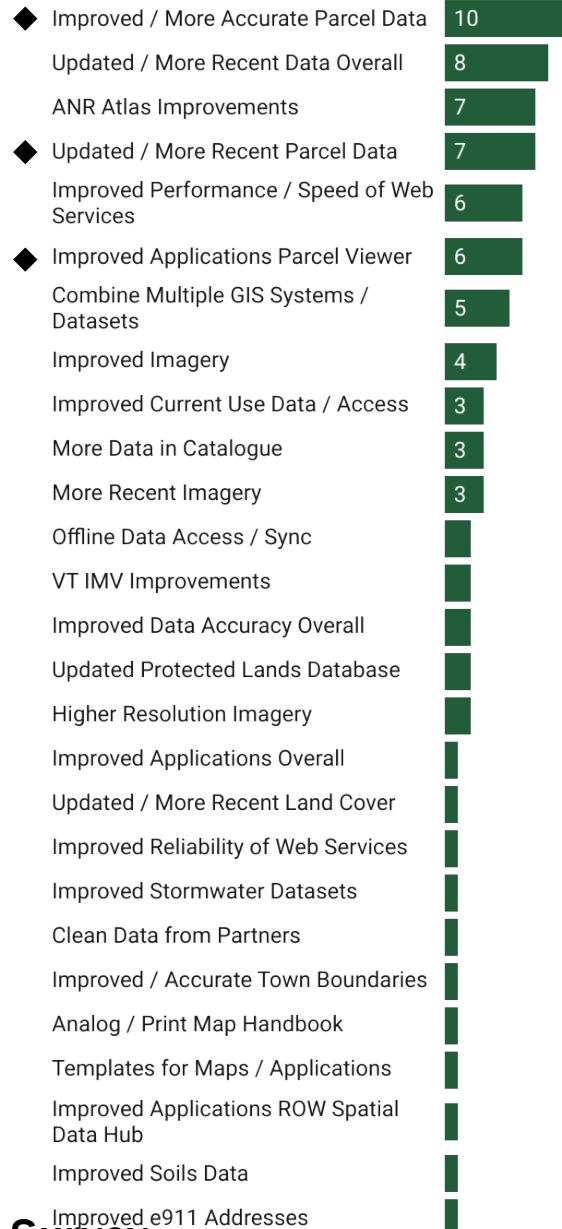 Improved / More Accurate Parcel Data 10
Updated / More Recent Data Overall 8
ANR Atlas Improvements 7
Updated / More Recent Parcel Data 7
Improved Performance / Speed of Web
Services 6
Improved Applications Parcel Viewer 6
Combine Multiple GIS Systems /
Datasets 5
Improved Imagery 4
Improved Current Use Data / Access 3
More Data in Catalogue 3
More Recent Imagery 3
Offline Data Access / Sync
VT IMV Improvements
Improved Data Accuracy Overall
Updated Protected Lands Database
Higher Resolution Imagery
Improved Applications Overall
Updated / More Recent Land Cover
Improved Reliability of Web Services
Improved Stormwater Datasets
Clean Data from Partners
Improved / Accurate Town Boundaries
Analog / Print Map Handbook
Templates for Maps / Applications
Improved Applications ROW Spatial
Data Hub
Improved Soils Data
Improved e911 Addresses